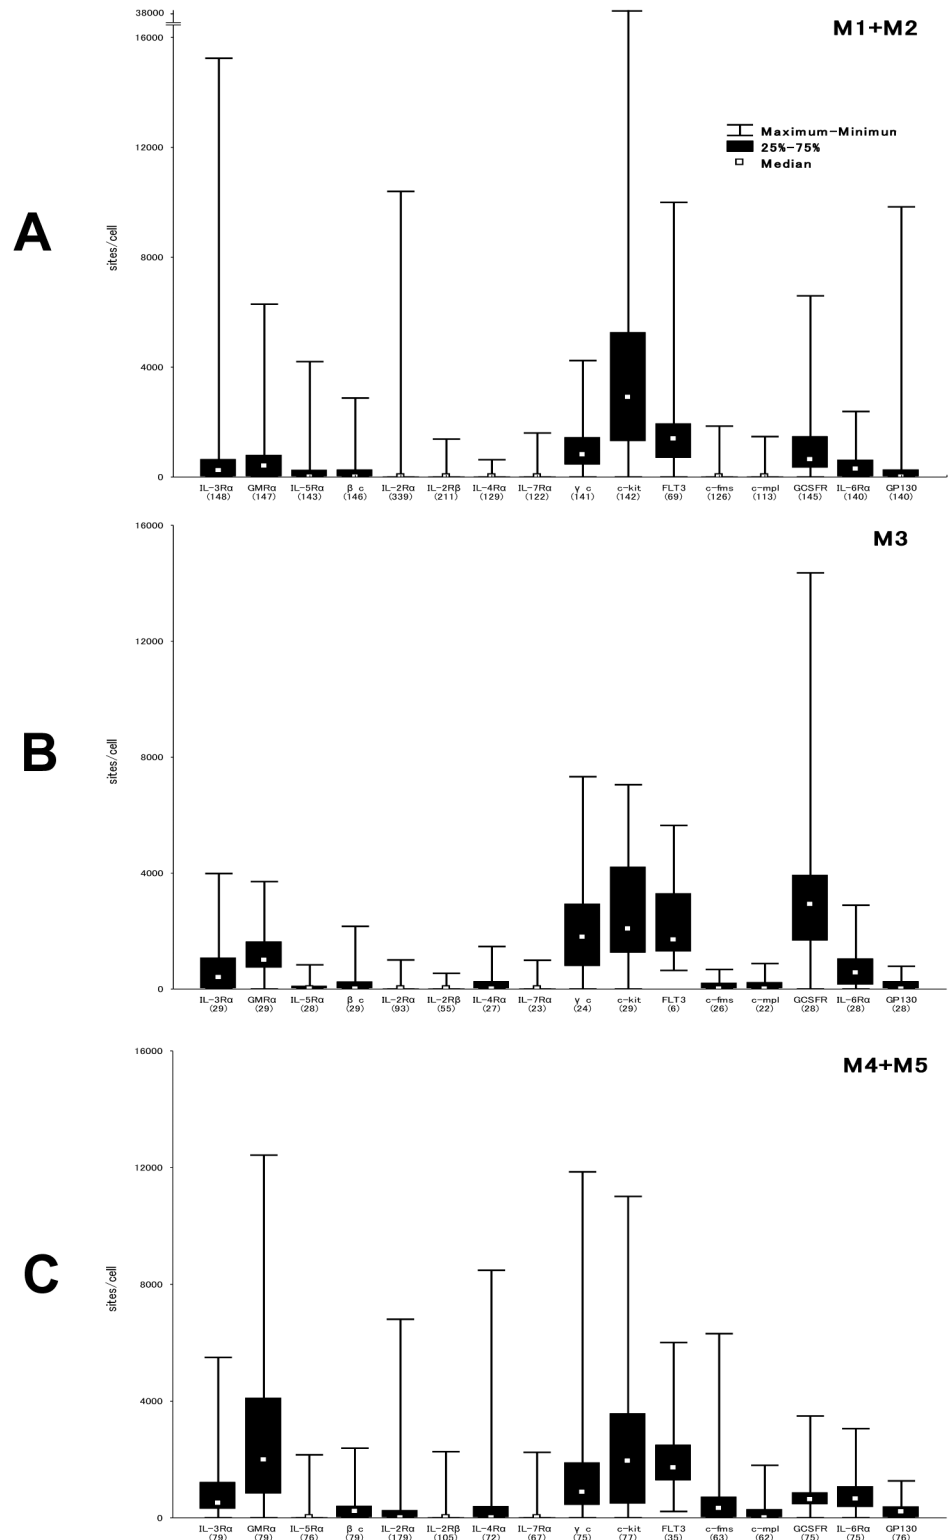 38000
16000
M1+M2
Maximum-Minimun
25%-75%
Median
12000
A
sites/cell
8000
4000
0
IL-3Rα GMRα IL-5Rα β c IL-2Rα IL-2Rβ IL-4Rα IL-7Rα γ c c-kit FLT3 c-fms c-mpl GCSFR IL-6Rα GP130
(148) (147) (143) (146) (339) (211) (129) (122) (141) (142) (69) (126) (113) (145) (140) (140)
16000
M3
12000
B
sites/cell
8000
4000
0
IL-3Rα GMRα IL-5Rα β c IL-2Rα IL-2Rβ IL-4Rα IL-7Rα γ c c-kit FLT3 c-fms c-mpl GCSFR IL-6Rα GP130
(29) (29) (28) (29) (93) (55) (27) (23) (24) (29) (6) (26) (22) (28) (28) (28)
16000
M4+M5
12000
C
sites/cell
8000
4000
0
IL-3Rα GMRα IL-5Rα β c IL-2Rα IL-2Rβ IL-4Rα IL-7Rα γ c c-kit FLT3 c-fms c-mpl GCSFR IL-6Rα GP130
(79) (79) (76) (79) (179) (105) (72) (67) (75) (77) (35) (63) (62) (75) (75) (76)